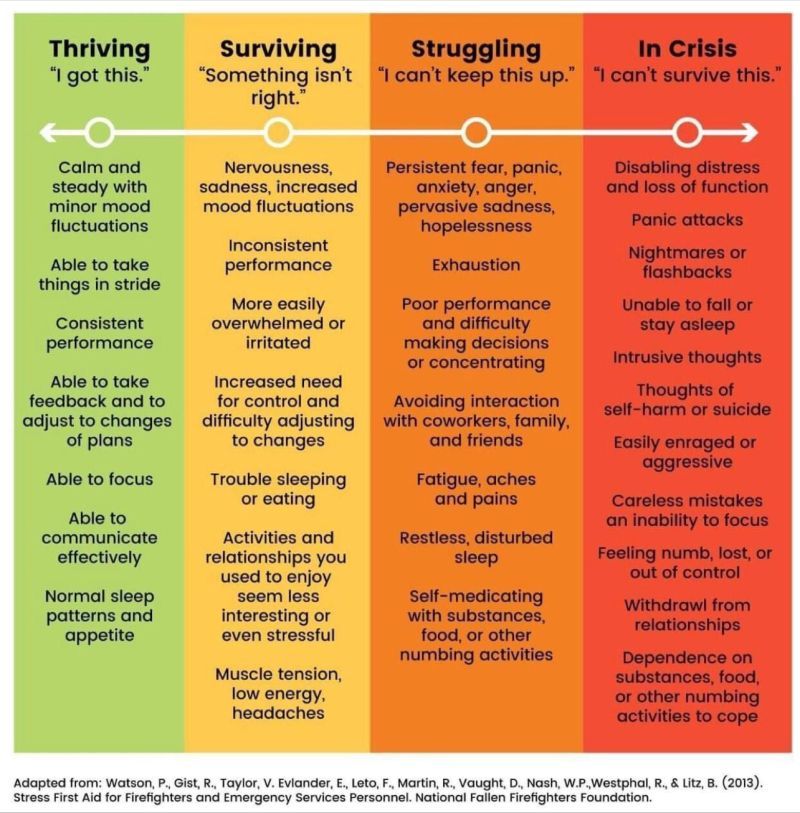 Thriving
"I got this."
Calm and
steady with
minor mood
fluctuations
Able to take
things in stride
Consistent
performance
Able to take
feedback and to
adjust to changes
of plans
Able to focus
Able to
communicate
effectively
Normal sleep
patterns and
appetite
Surviving
"Something isn't
right."
Nervousness,
sadness, increased
mood fluctuations
Inconsistent
performance
More easily
overwhelmed or
irritated
Increased need
for control and
difficulty adjusting
to changes
Trouble sleeping
or eating
Activities and
relationships you
used to enjoy
seem less
interesting or
even stressful
Muscle tension,
low energy,
headaches
Struggling
"I can't keep this up."
Persistent fear, panic,
anxiety, anger,
pervasive sadness,
hopelessness
Exhaustion
Poor performance
and difficulty
making decisions
or concentrating
Avoiding interaction
with coworkers, family,
and friends
Fatigue, aches
and pains
Restless, disturbed
sleep
Self-medicating
with substances,
food, or other
numbing activities
In Crisis
"I can't survive this."
Disabling distress
and loss of function
Panic attacks
Nightmares or
flashbacks
Unable to fall or
stay asleep
Intrusive thoughts
Thoughts of
self-harm or suicide
Easily enraged or
aggressive
Careless mistakes
an inability to focus
Feeling numb, lost, or
out of control
Withdrawl from
relationships
Dependence on
substances, food,
or other numbing
activities to cope
Adapted from: Watson, P., Gist, R., Taylor, V. Evlander, E., Leto, F., Martin, R., Vaught, D., Nash, W.P.,Westphal, R., & Litz, B. (2013).
Stress First Aid for Firefighters and Emergency Services Personnel. National Fallen Firefighters Foundation.